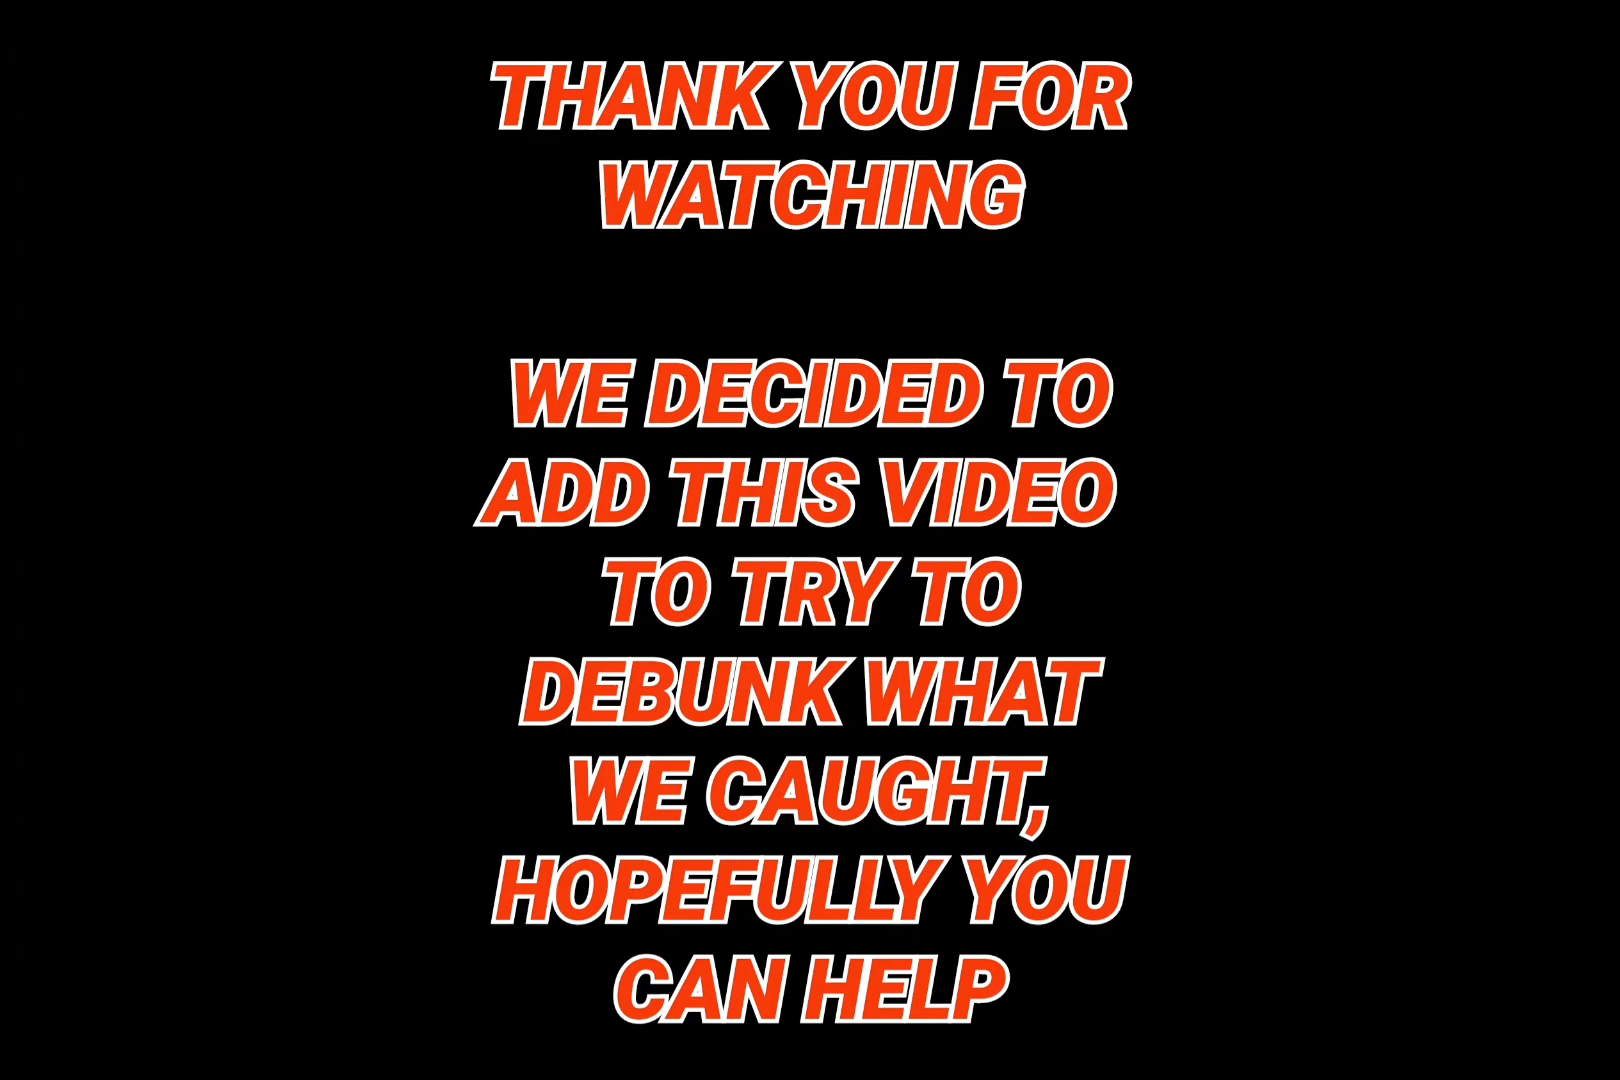 THANK YOU FOR
WATCHING
WE DECIDED TO
ADD THIS VIDEO
TO TRY TO
DEBUNK WHAT
WE CAUGHT,
HOPEFULLY YOU
CAN HELP